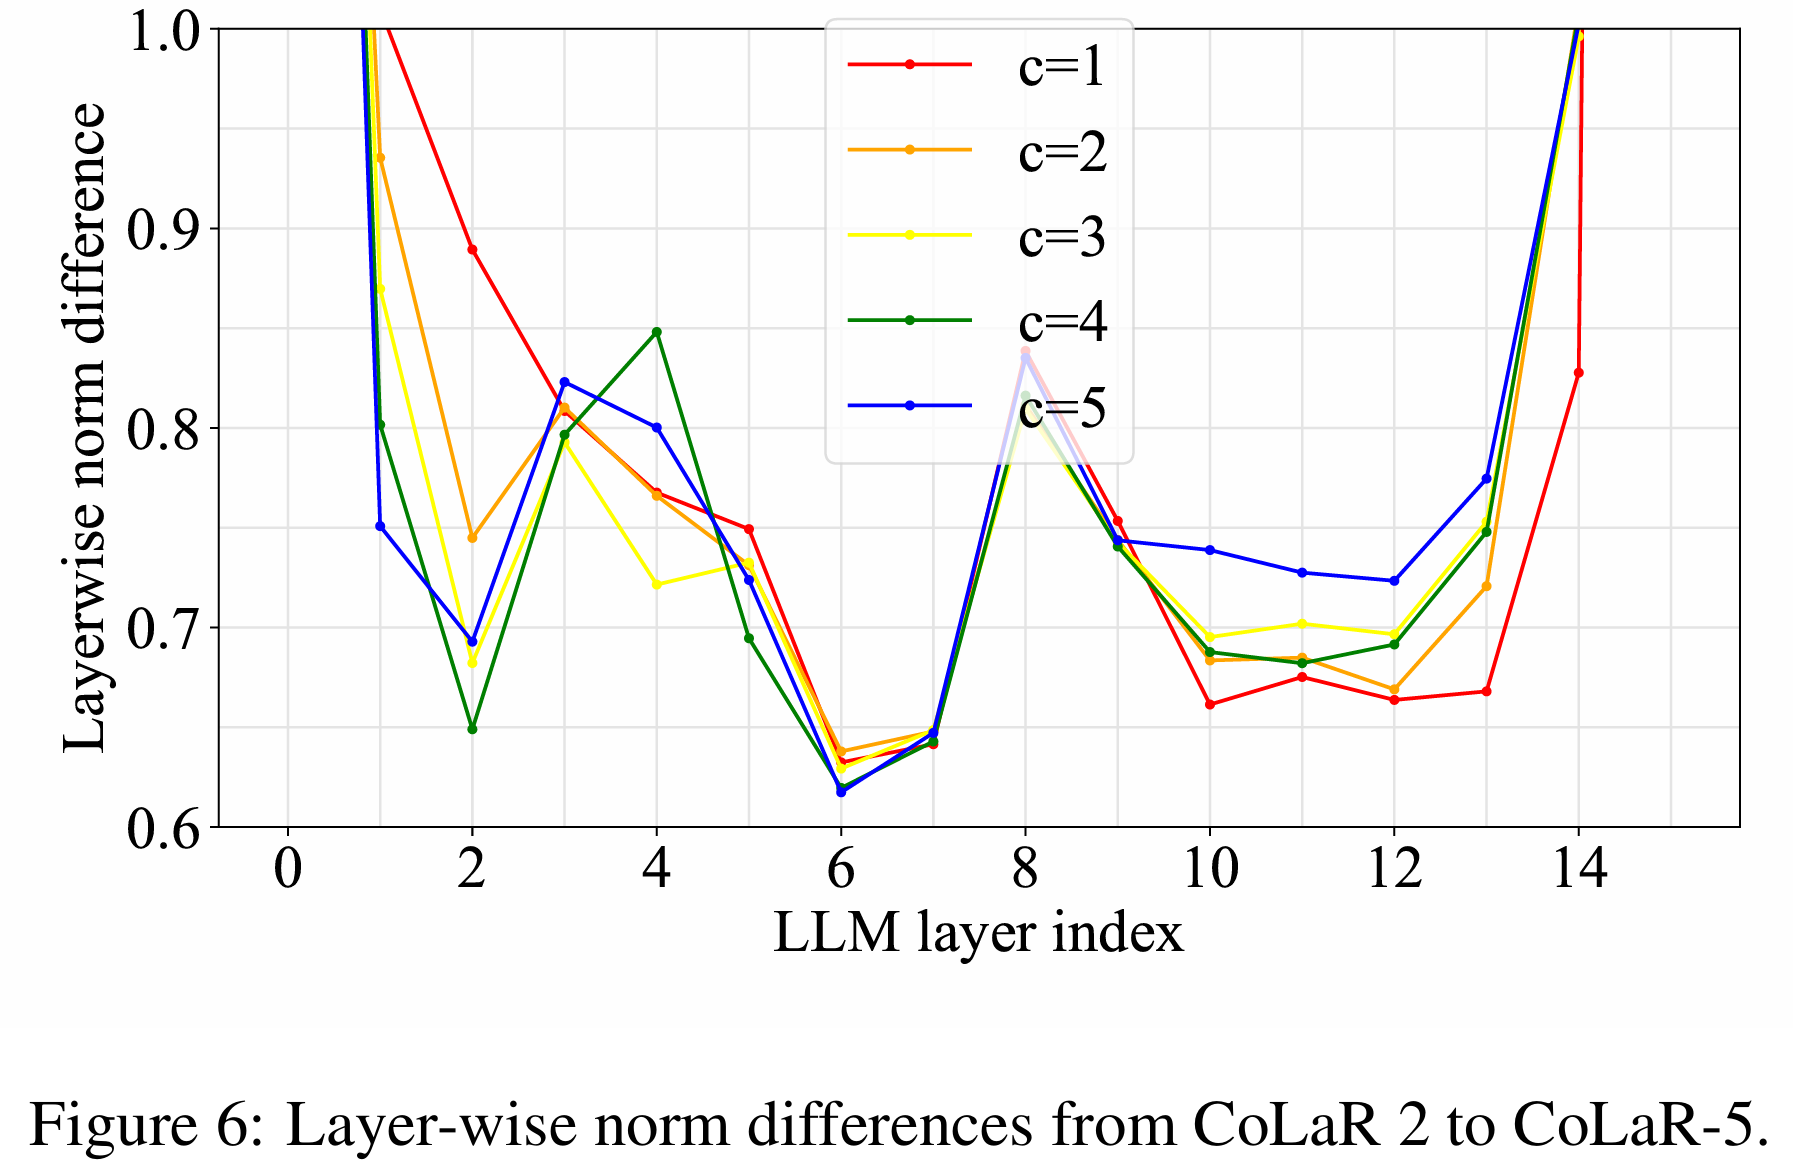 1.0
0.9
0.8
0.7
0.6
Layerwise norm difference
c=1
c=2
c=3
c=4
c=5
0 2 4 6 8 10 12 14
LLM layer index
Figure 6: Layer-wise norm differences from CoLaR 2 to CoLaR-5.